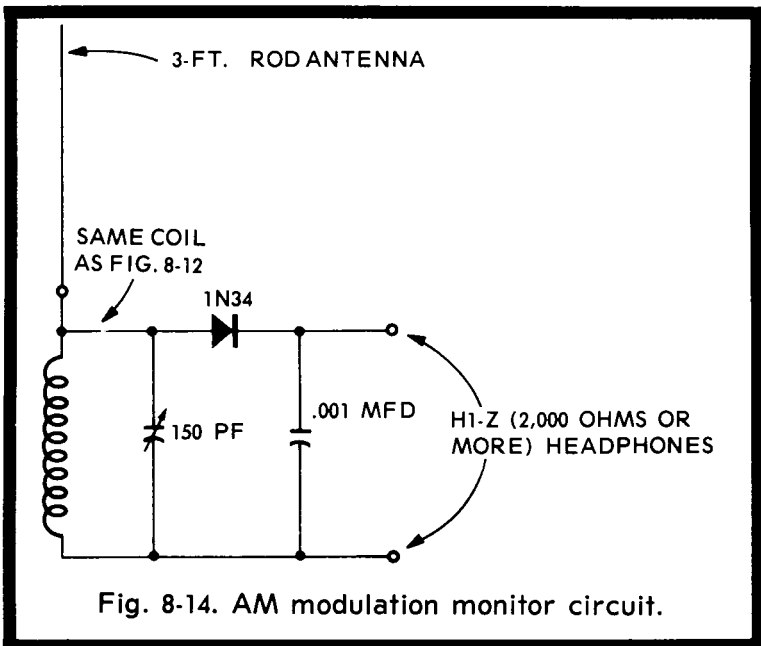 3-FT. ROD ANTENNA
SAME COIL
AS FIG. 8-12
1N34
150 PF
.001 MFD
H1-Z (2,000 OHMS OR
MORE) HEADPHONES
Fig. 8-14. AM modulation monitor circuit.